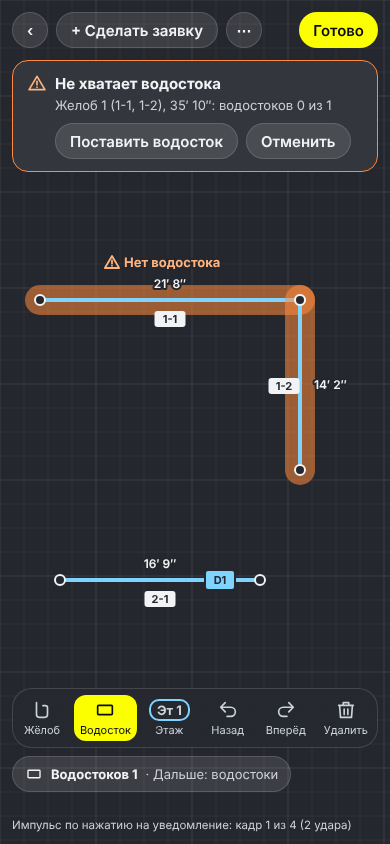 ‹ + Сделать заявку ··· Готово
Не хватает водостока
Желоб 1 (1-1, 1-2), 35′ 10″: водостоков 0 из 1
Поставить водосток Отменить
Нет водостока
21′ 8″
1-1
1-2 14′ 2″
16′ 9″
D1
2-1
Эт 1
Жёлоб Водосток Этаж Назад Вперёд Удалить
Водостоков 1 · Дальше: водостоки
Импульс по нажатию на уведомление: кадр 1 из 4 (2 удара)